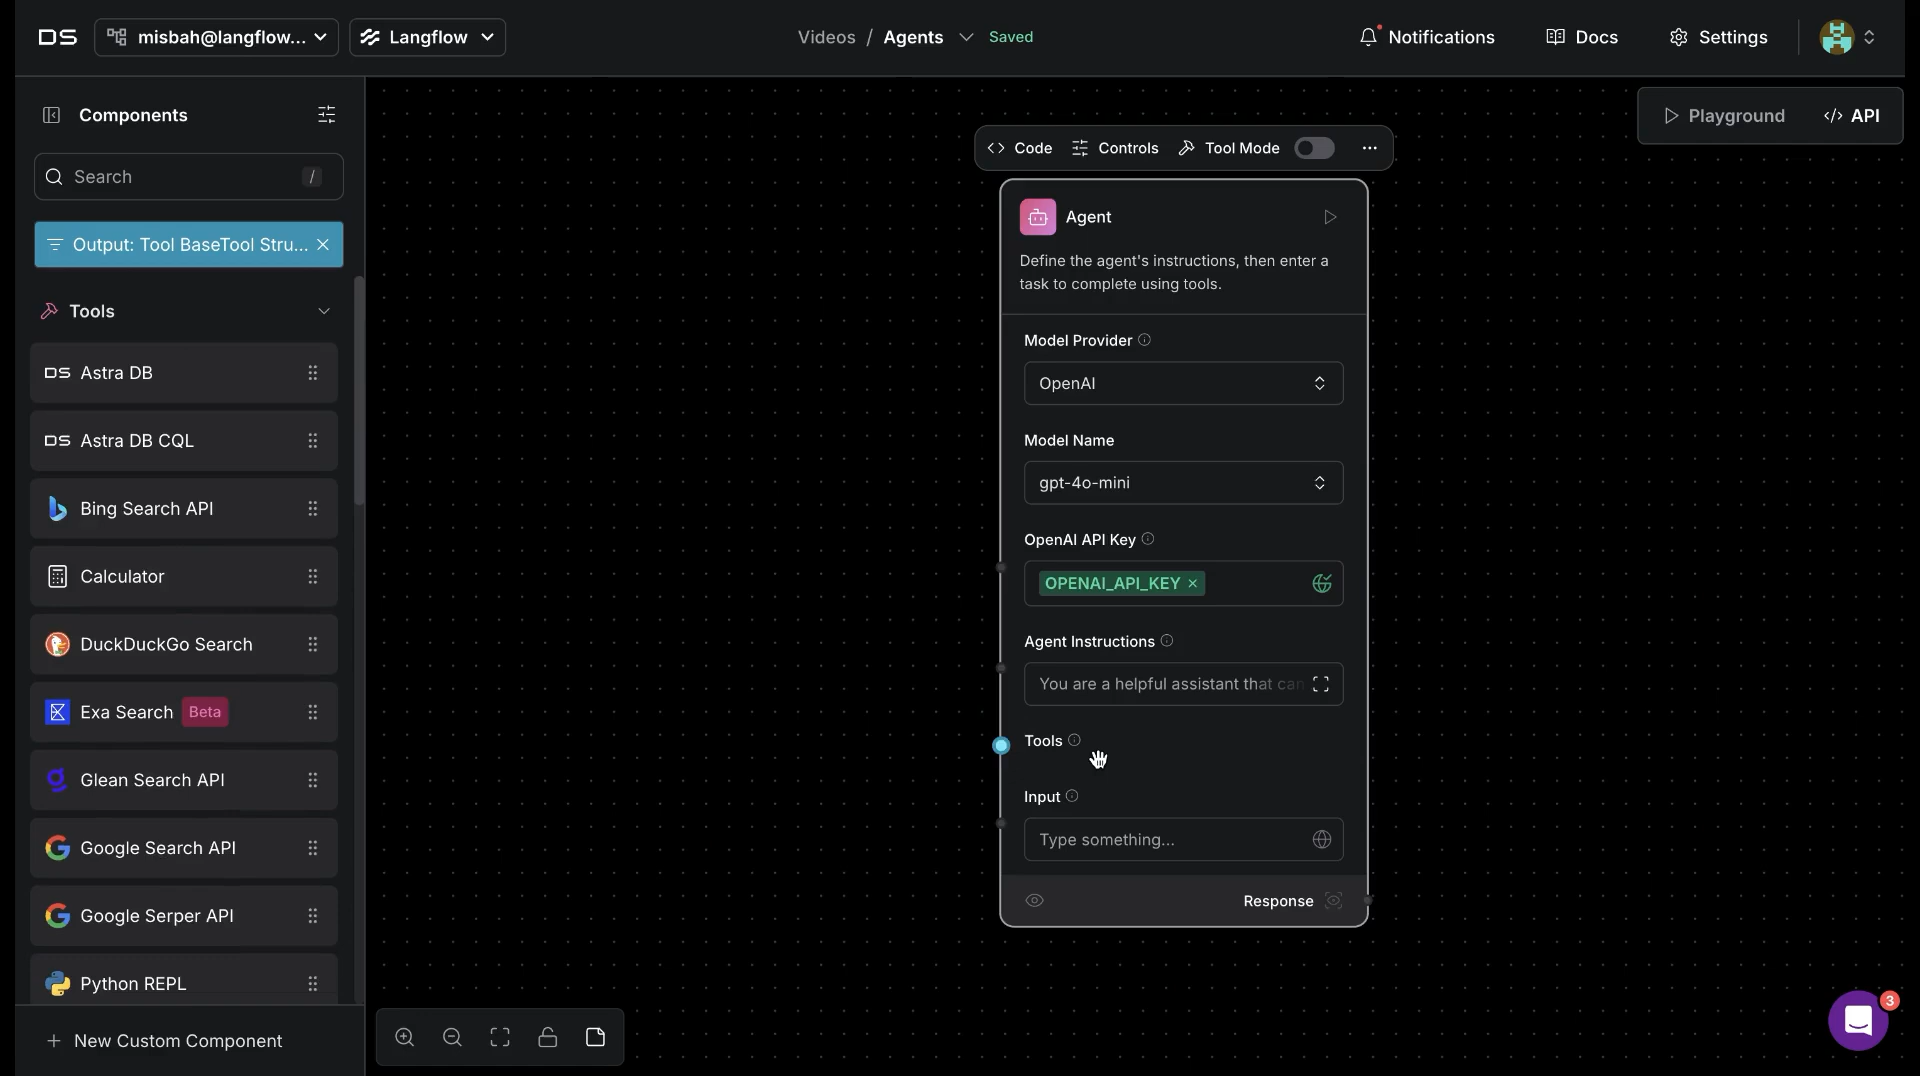 DS
misbah@langflow...
Langflow
Videos / Agents
Saved
Notifications
Docs
Settings
Components
Search
/
Output: Tool BaseTool Stru...
Tools
DS Astra DB
DS Astra DB CQL
Bing Search API
Calculator
DuckDuckGo Search
Exa Search Beta
Glean Search API
Google Search API
Google Serper API
Python REPL
+ New Custom Component
Playground
</> API
<> Code
Controls
Tool Mode
...
Agent
Define the agent's instructions, then enter a
task to complete using tools.
Model Provider
OpenAI
Model Name
gpt-4o-mini
OpenAI API Key
OPENAI_API_KEY ×
Agent Instructions
You are a helpful assistant that can
Tools
Input
Type something...
Response
3